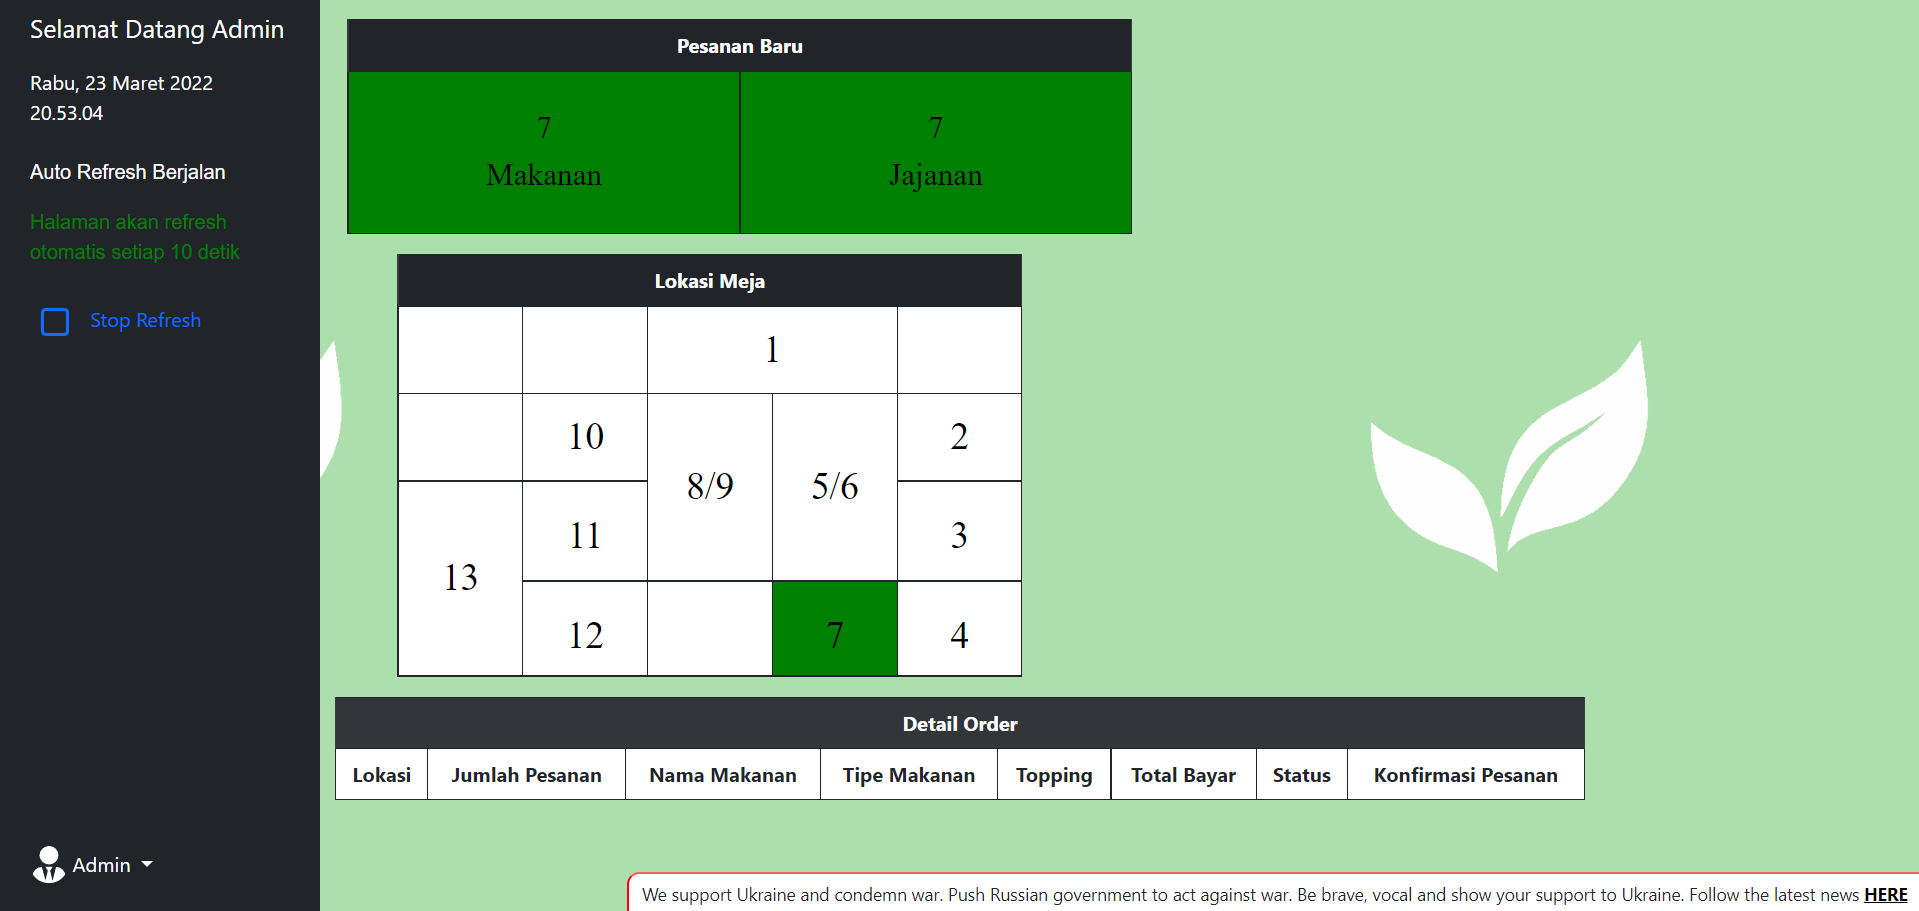 Selamat Datang Admin
Rabu, 23 Maret 2022
20.53.04
Auto Refresh Berjalan
Halaman akan refresh
otomatis setiap 10 detik
Stop Refresh
Admin
Pesanan Baru
7 7
Makanan Jajanan
Lokasi Meja
1
10 8/9 5/6 2
11 3
13
12 7 4
Detail Order
Lokasi Jumlah Pesanan Nama Makanan Tipe Makanan Topping Total Bayar Status Konfirmasi Pesanan
We support Ukraine and condemn war. Push Russian government to act against war. Be brave, vocal and show your support to Ukraine. Follow the latest news HERE